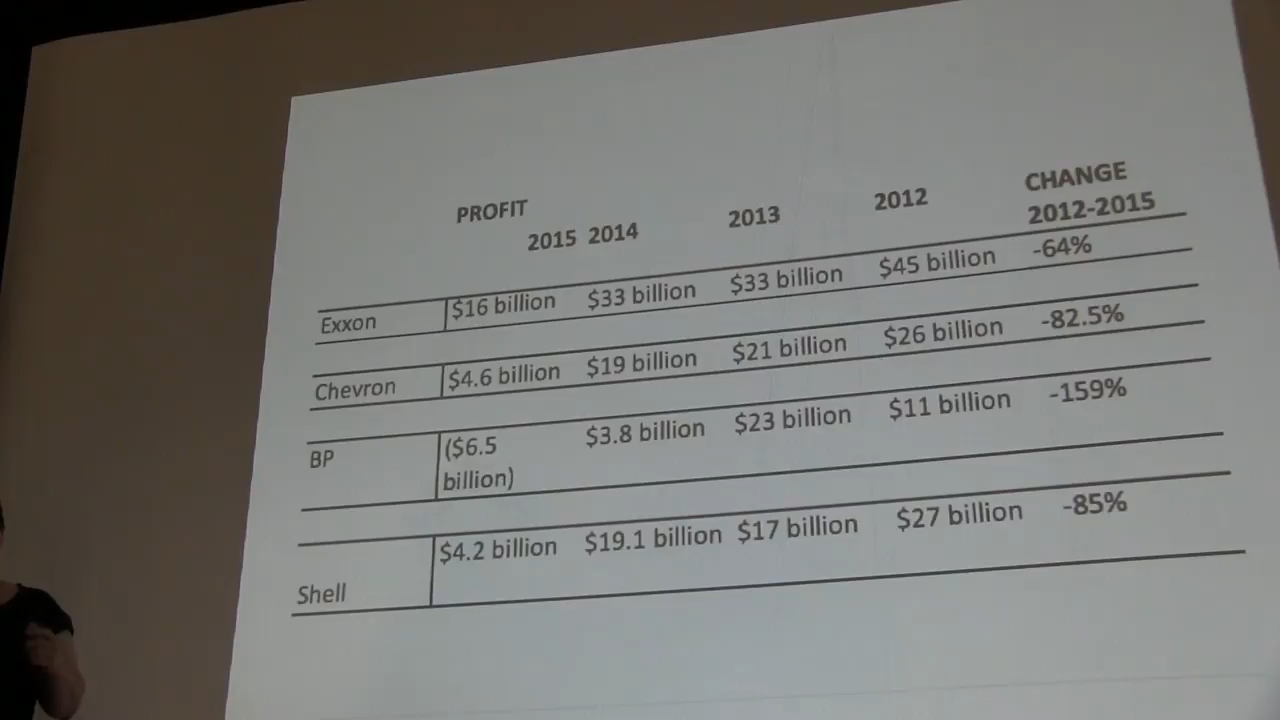 PROFIT 2015 2014 2013 2012 CHANGE 2012-2015
Exxon $16 billion $33 billion $33 billion $45 billion -64%
Chevron $4.6 billion $19 billion $21 billion $26 billion -82.5%
BP ($6.5 billion) $3.8 billion $23 billion $11 billion -159%
Shell $4.2 billion $19.1 billion $17 billion $27 billion -85%